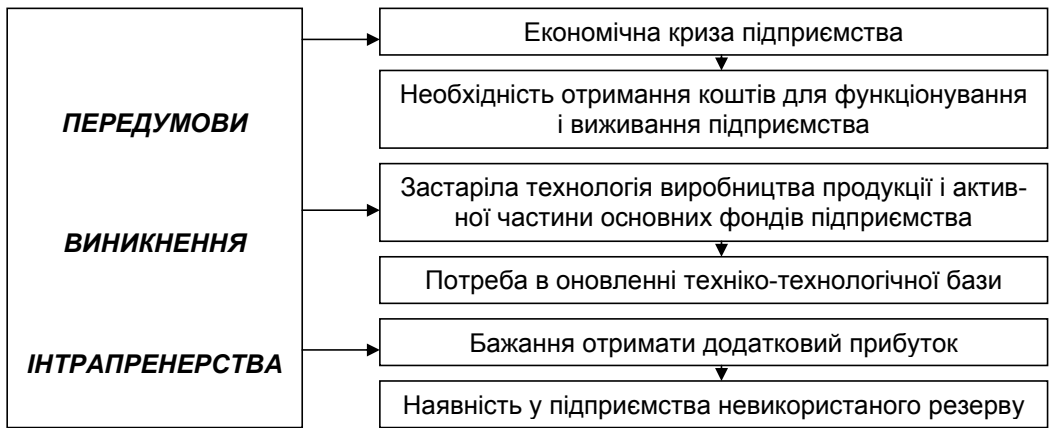 ПЕРЕДУМОВИ
ВИНИКНЕННЯ
ІНТРАПРЕНЕРСТВА
Економічна криза підприємства
Необхідність отримання коштів для функціонування
і виживання підприємства
Застаріла технологія виробництва продукції і актив-
ної частини основних фондів підприємства
Потреба в оновленні техніко-технологічної бази
Бажання отримати додатковий прибуток
Наявність у підприємства невикористаного резерву